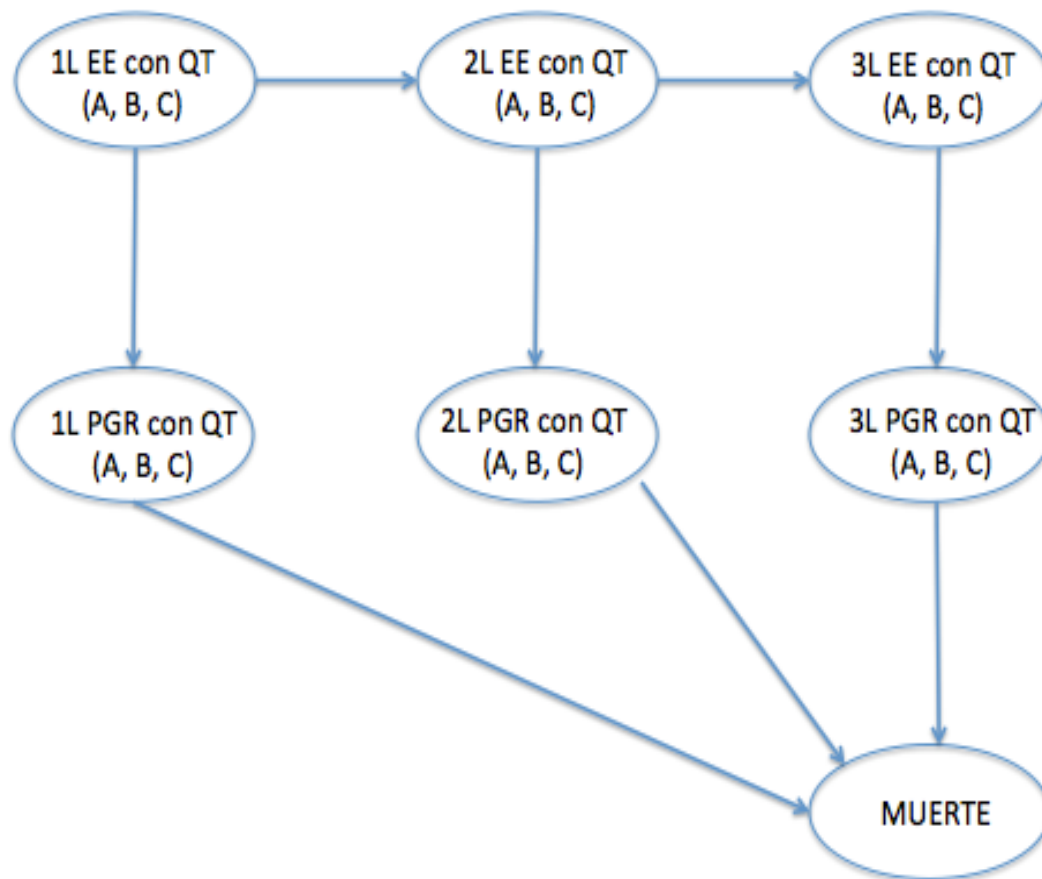 1L EE con QT
(A, B, C)
2L EE con QT
(A, B, C)
3L EE con QT
(A, B, C)
1L PGR con QT
(A, B, C)
2L PGR con QT
(A, B, C)
3L PGR con QT
(A, B, C)
MUERTE